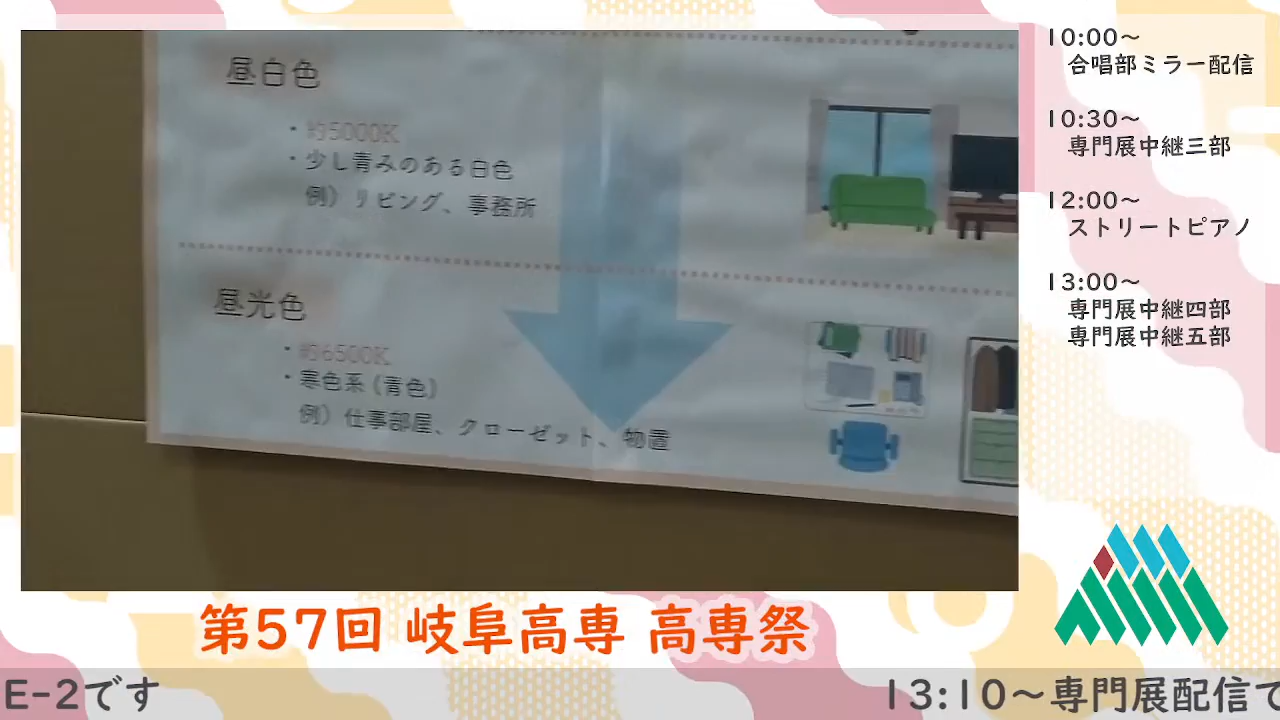 昼白色
・約5000K
・少し青みのある白色
例）リビング、事務所
昼光色
・約6500K
・寒色系（青色）
例）仕事部屋、クローゼット、物置
10:00～
合唱部ミラー配信
10:30～
専門展中継三部
12:00～
ストリートピアノ
13:00～
専門展中継四部
専門展中継五部
第57回 岐阜高専 高専祭
E-2です
13:10～専門展配信で